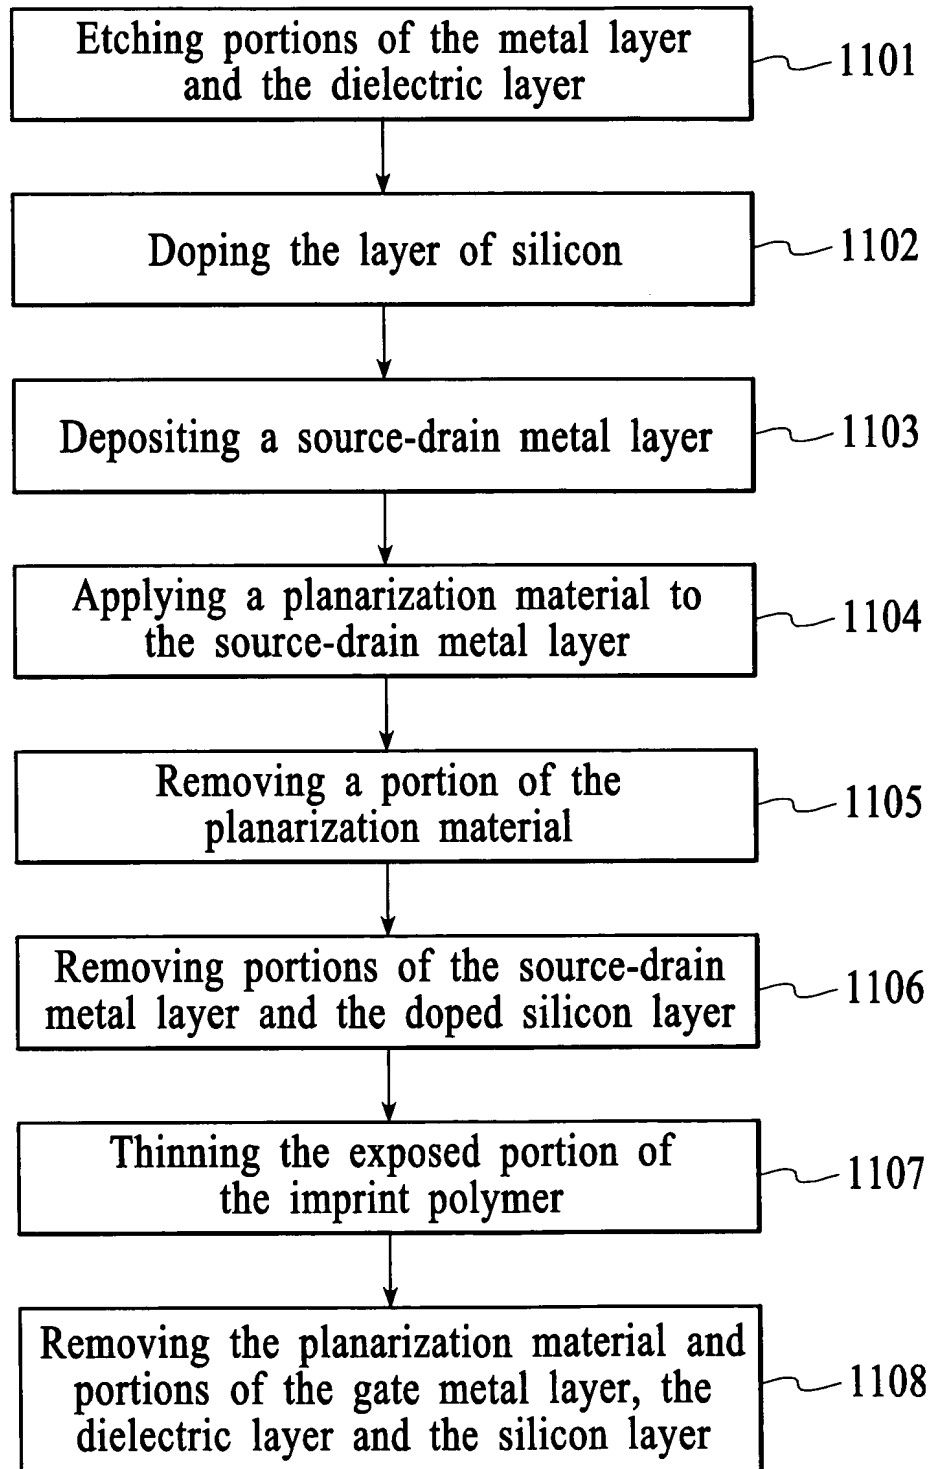 Etching portions of the metal layer
and the dielectric layer
1101
Doping the layer of silicon
1102
Depositing a source-drain metal layer
1103
Applying a planarization material to
the source-drain metal layer
1104
Removing a portion of the
planarization material
1105
Removing portions of the source-drain
metal layer and the doped silicon layer
1106
Thinning the exposed portion of
the imprint polymer
1107
Removing the planarization material and
portions of the gate metal layer, the
dielectric layer and the silicon layer
1108